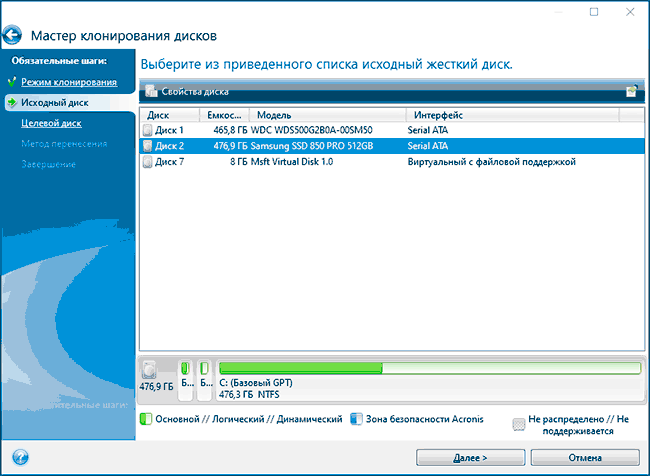 Мастер клонирования дисков
Обязательные шаги:
Режим клонирования
Исходный диск
Целевой диск
Метод перенесения
Завершение
Выберите из приведенного списка исходный жесткий диск.
Свойства диска
Диск Емкос... Модель Интерфейс
Диск 1 465,8 ГБ WDC WDS500G2B0A-00SM50 Serial ATA
Диск 2 476,9 ГБ Samsung SSD 850 PRO 512GB Serial ATA
Диск 7 8 ГБ Msft Virtual Disk 1.0 Виртуальный с файловой поддержкой
476,9 ГБ
Б...
Б...
C: (Базовый GPT)
476,3 ГБ NTFS
шаги:
Основной // Логический // Динамический
Зона безопасности Acronis
Не распределено // Не
поддерживается
?
Далее >
Отмена